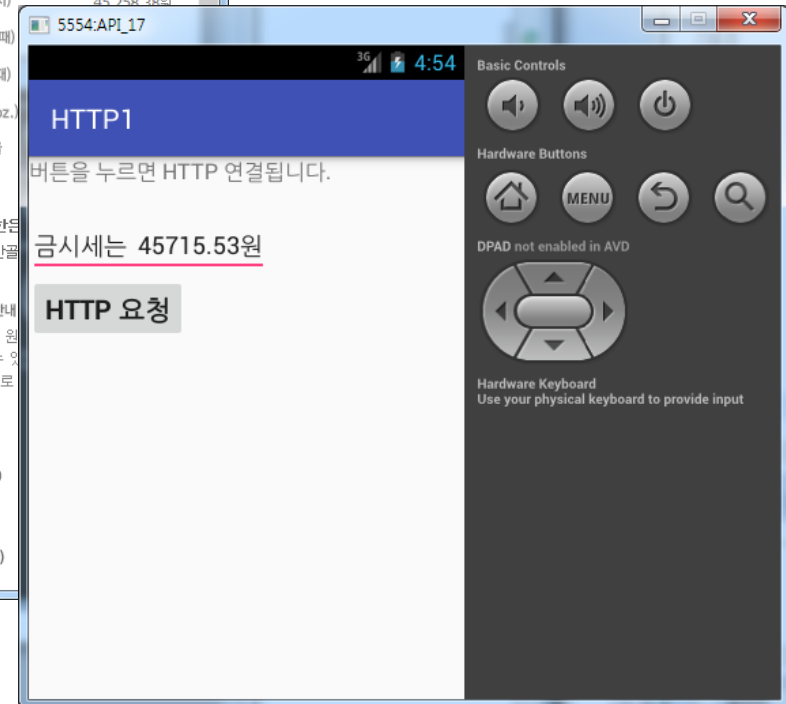 5554:API_17
3G 4:54
HTTP1
버튼을 누르면 HTTP 연결됩니다.
금시세는 45715.53원
HTTP 요청
Basic Controls
Hardware Buttons
MENU
DPAD not enabled in AVD
Hardware Keyboard
Use your physical keyboard to provide input